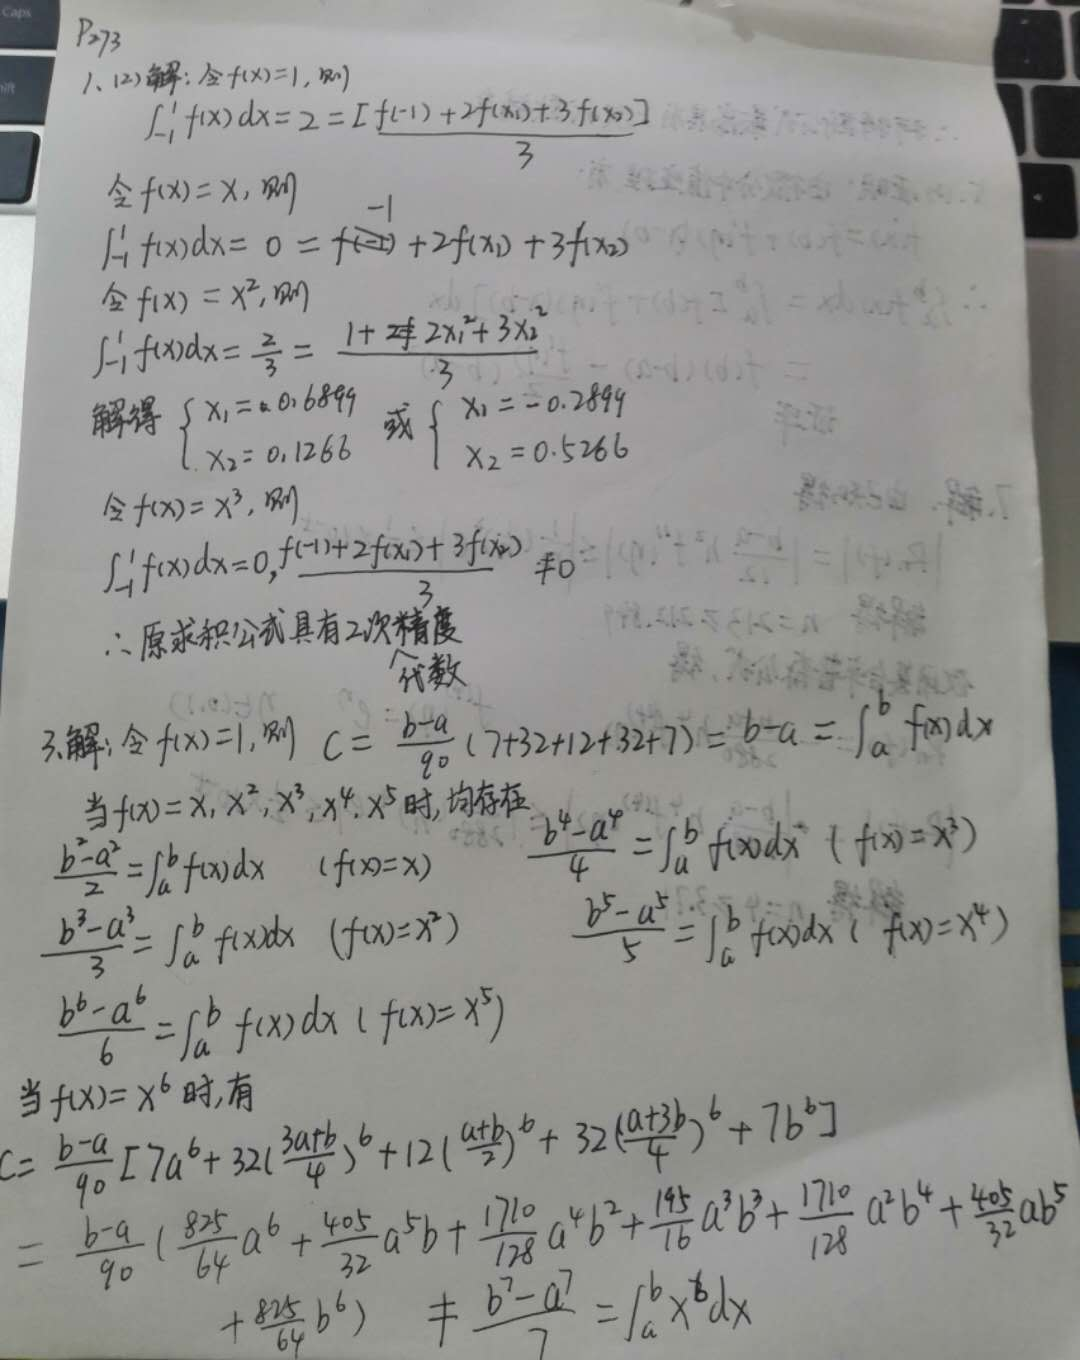 P273
1、(2)解:令f(x)=1,则
∫₋₁¹ f(x)dx = 2 = [f(-1)+2f(x₁)+3f(x₂)]/3
令f(x)=x,则
-1
∫₋₁¹ f(x)dx = 0 = f(-1) + 2f(x₁) + 3f(x₂)
令f(x)=x²,则
∫₋₁¹ f(x)dx = 2/3 = (1+2x₁²+3x₂²)/3
解得 { x₁=0.6899 x₂=0.1266 或 { x₁=-0.2899 x₂=0.5266
令f(x)=x³,则
∫₋₁¹ f(x)dx=0, (f(-1)+2f(x₁)+3f(x₂))/3 ≠0
∴原求积公式具有2次精度
代数
3.解:令f(x)=1,则 C = (b-a)/90 (7+32+12+32+7) = b-a = ∫ₐᵇ f(x)dx
当f(x)=x,x²,x³,x⁴,x⁵时,均存在
(b²-a²)/2 = ∫ₐᵇ f(x)dx (f(x)=x) (b⁴-a⁴)/4 = ∫ₐᵇ f(x)dx (f(x)=x³)
(b³-a³)/3 = ∫ₐᵇ f(x)dx (f(x)=x²) (b⁵-a⁵)/5 = ∫ₐᵇ f(x)dx (f(x)=x⁴)
(b⁶-a⁶)/6 = ∫ₐᵇ f(x)dx (f(x)=x⁵)
当f(x)=x⁶时,有
C= (b-a)/90 [7a⁶+32((3a+b)/4)⁶+12((a+b)/2)⁶+32((a+3b)/4)⁶+7b⁶]
= (b-a)/90 (825/64 a⁶ + 405/32 a⁵b + 1710/128 a⁴b² + 195/16 a³b³ + 1710/128 a²b⁴ + 405/32 ab⁵
+ 825/64 b⁶) ≠ (b⁷-a⁷)/7 = ∫ₐᵇ x⁶dx